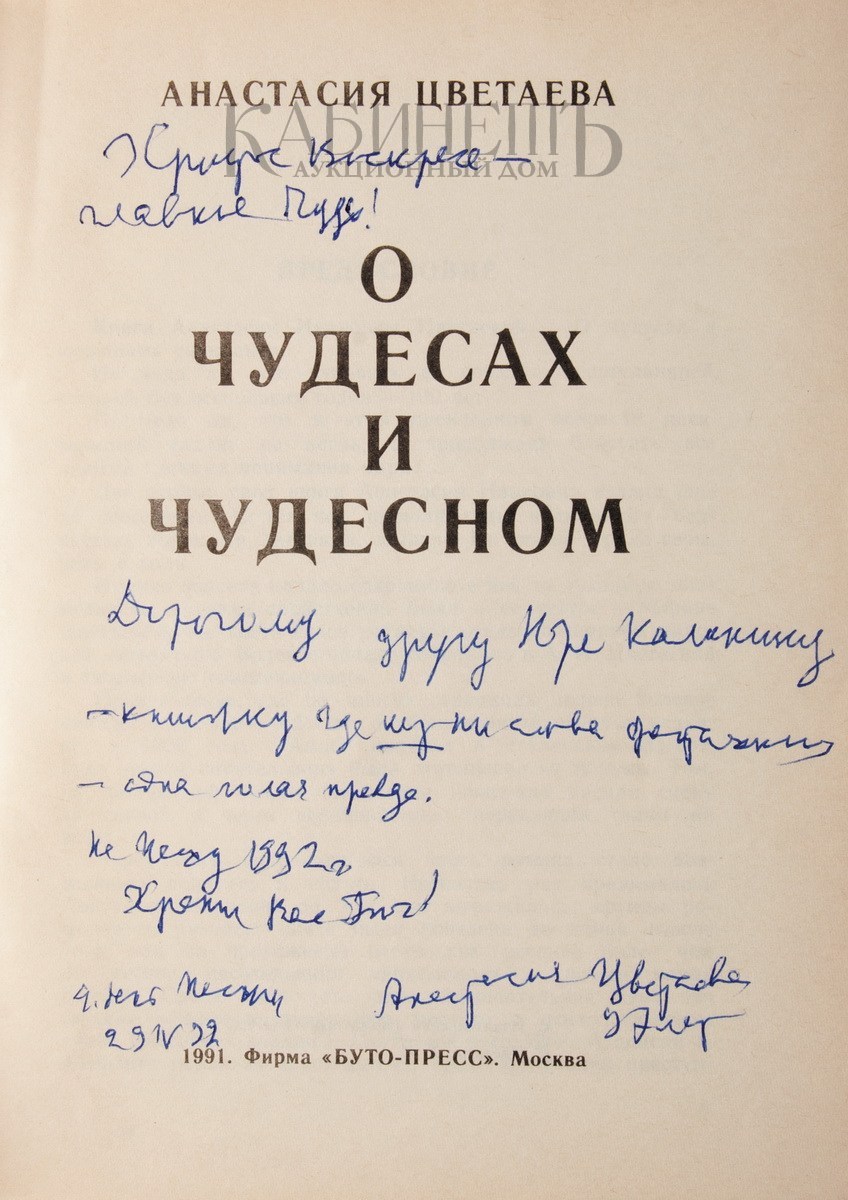 АНАСТАСИЯ ЦВЕТАЕВА
КАБИНЕТЪ
АУКЦИОННЫЙ ДОМ
Христос Воскресе —
главное Чудо!
О
ЧУДЕСАХ
И
ЧУДЕСНОМ
Дорогому другу Юре
— книжку где нет ни слова фантазии
— одна голая правда.
На Пасху 1992 г
Храни Вас Бог!
Пасхи Анастасия Цветаева
29 IV 92 97 лет
1991. Фирма «БУТО-ПРЕСС». Москва